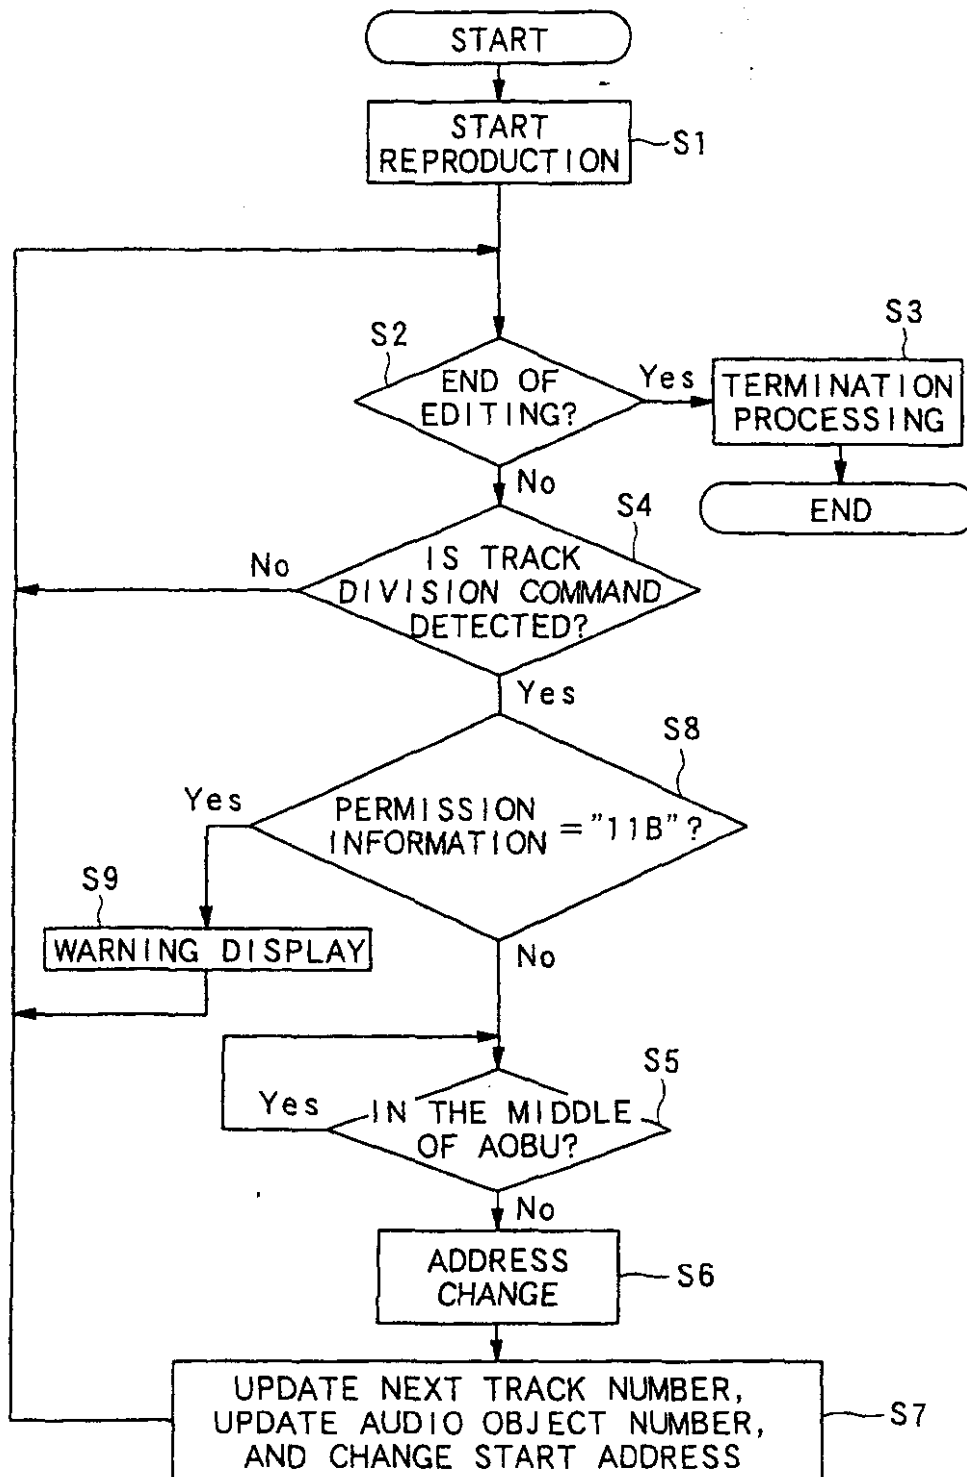 START
START
REPRODUCTION
S1
S2
END OF
EDITING?
Yes
S3
TERMINATION
PROCESSING
No
END
S4
IS TRACK
DIVISION COMMAND
DETECTED?
No
Yes
S8
PERMISSION
INFORMATION = "11B"?
Yes
S9
WARNING DISPLAY
No
S5
IN THE MIDDLE
OF AOBU?
Yes
No
ADDRESS
CHANGE
S6
UPDATE NEXT TRACK NUMBER,
UPDATE AUDIO OBJECT NUMBER,
AND CHANGE START ADDRESS
S7